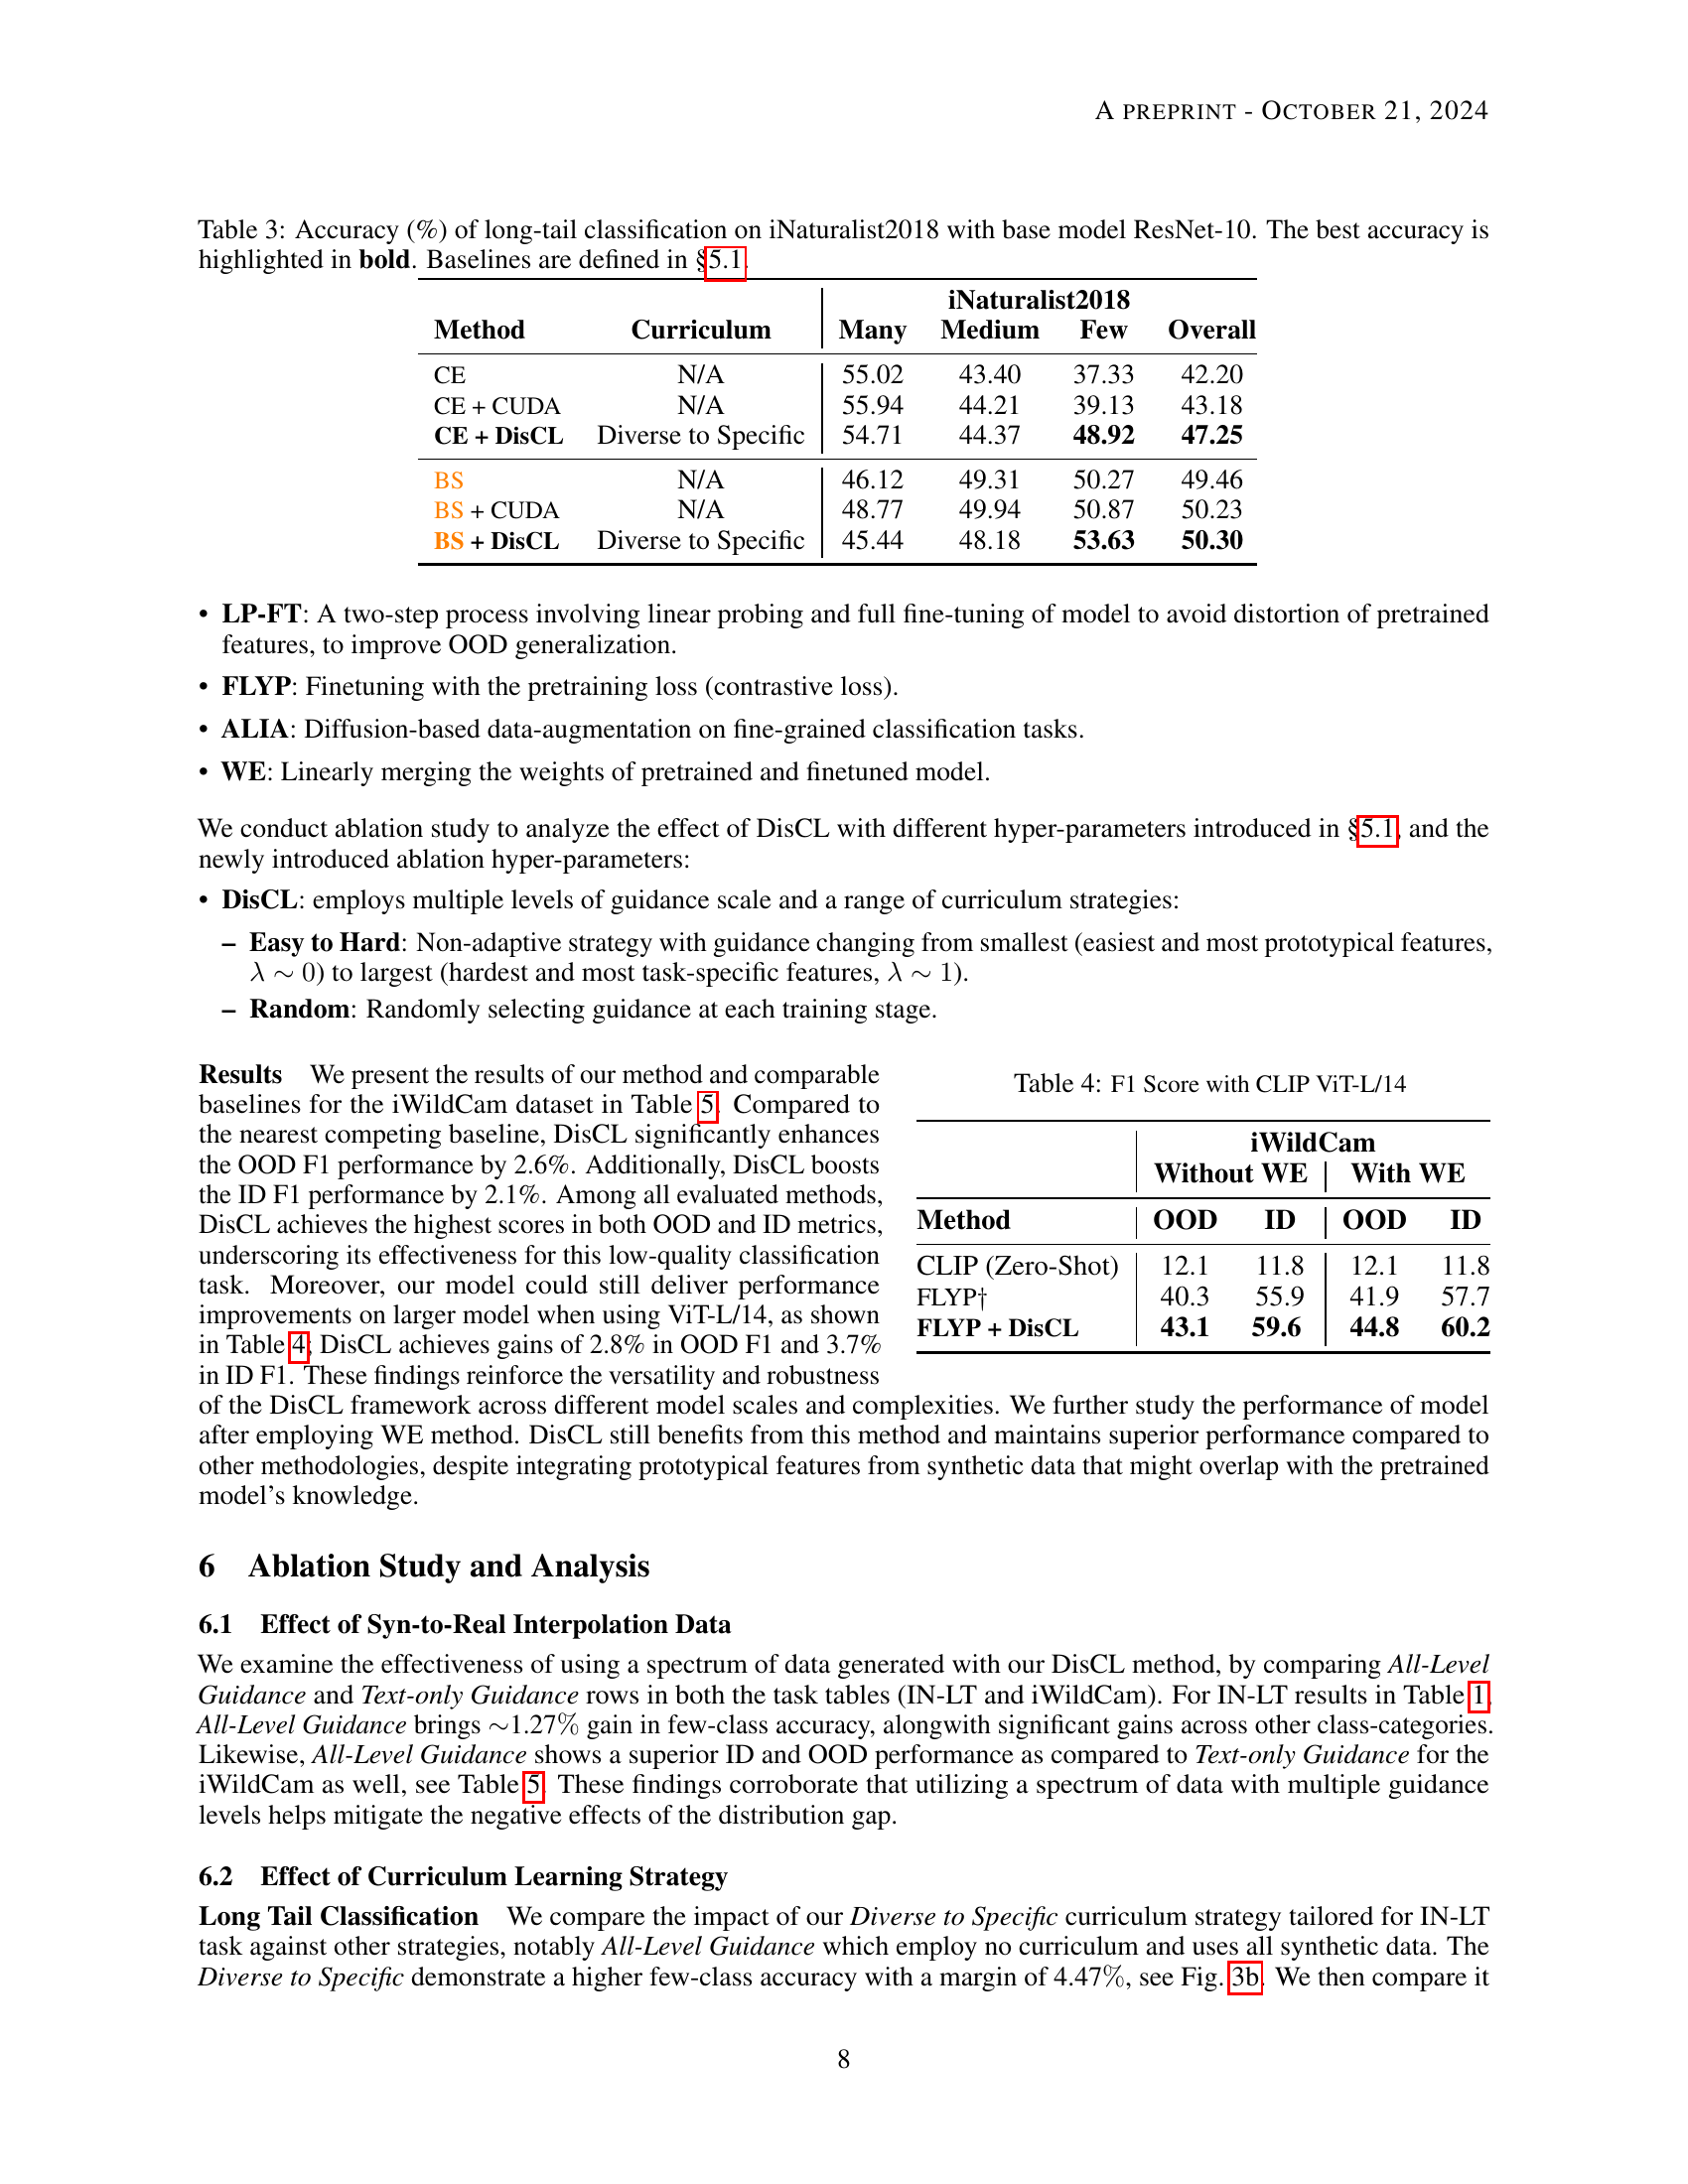 A PREPRINT - OCTOBER 21, 2024
Table 3: Accuracy (%) of long-tail classification on iNaturalist2018 with base model ResNet-10. The best accuracy is
highlighted in bold. Baselines are defined in §5.1.
iNaturalist2018
Method Curriculum Many Medium Few Overall
CE N/A 55.02 43.40 37.33 42.20
CE + CUDA N/A 55.94 44.21 39.13 43.18
CE + DisCL Diverse to Specific 54.71 44.37 48.92 47.25
BS N/A 46.12 49.31 50.27 49.46
BS + CUDA N/A 48.77 49.94 50.87 50.23
BS + DisCL Diverse to Specific 45.44 48.18 53.63 50.30
• LP-FT: A two-step process involving linear probing and full fine-tuning of model to avoid distortion of pretrained
features, to improve OOD generalization.
• FLYP: Finetuning with the pretraining loss (contrastive loss).
• ALIA: Diffusion-based data-augmentation on fine-grained classification tasks.
• WE: Linearly merging the weights of pretrained and finetuned model.
We conduct ablation study to analyze the effect of DisCL with different hyper-parameters introduced in §5.1, and the
newly introduced ablation hyper-parameters:
• DisCL: employs multiple levels of guidance scale and a range of curriculum strategies:
– Easy to Hard: Non-adaptive strategy with guidance changing from smallest (easiest and most prototypical features,
λ ∼ 0) to largest (hardest and most task-specific features, λ ∼ 1).
– Random: Randomly selecting guidance at each training stage.
Results We present the results of our method and comparable
baselines for the iWildCam dataset in Table 5. Compared to
the nearest competing baseline, DisCL significantly enhances
the OOD F1 performance by 2.6%. Additionally, DisCL boosts
the ID F1 performance by 2.1%. Among all evaluated methods,
DisCL achieves the highest scores in both OOD and ID metrics,
underscoring its effectiveness for this low-quality classification
task. Moreover, our model could still deliver performance
improvements on larger model when using ViT-L/14, as shown
in Table 4; DisCL achieves gains of 2.8% in OOD F1 and 3.7%
in ID F1. These findings reinforce the versatility and robustness
Table 4: F1 Score with CLIP ViT-L/14
iWildCam
Without WE With WE
Method OOD ID OOD ID
CLIP (Zero-Shot) 12.1 11.8 12.1 11.8
FLYP† 40.3 55.9 41.9 57.7
FLYP + DisCL 43.1 59.6 44.8 60.2
of the DisCL framework across different model scales and complexities. We further study the performance of model
after employing WE method. DisCL still benefits from this method and maintains superior performance compared to
other methodologies, despite integrating prototypical features from synthetic data that might overlap with the pretrained
model's knowledge.
6 Ablation Study and Analysis
6.1 Effect of Syn-to-Real Interpolation Data
We examine the effectiveness of using a spectrum of data generated with our DisCL method, by comparing All-Level
Guidance and Text-only Guidance rows in both the task tables (IN-LT and iWildCam). For IN-LT results in Table 1,
All-Level Guidance brings ∼1.27% gain in few-class accuracy, alongwith significant gains across other class-categories.
Likewise, All-Level Guidance shows a superior ID and OOD performance as compared to Text-only Guidance for the
iWildCam as well, see Table 5. These findings corroborate that utilizing a spectrum of data with multiple guidance
levels helps mitigate the negative effects of the distribution gap.
6.2 Effect of Curriculum Learning Strategy
Long Tail Classification We compare the impact of our Diverse to Specific curriculum strategy tailored for IN-LT
task against other strategies, notably All-Level Guidance which employ no curriculum and uses all synthetic data. The
Diverse to Specific demonstrate a higher few-class accuracy with a margin of 4.47%, see Fig. 3b. We then compare it
8